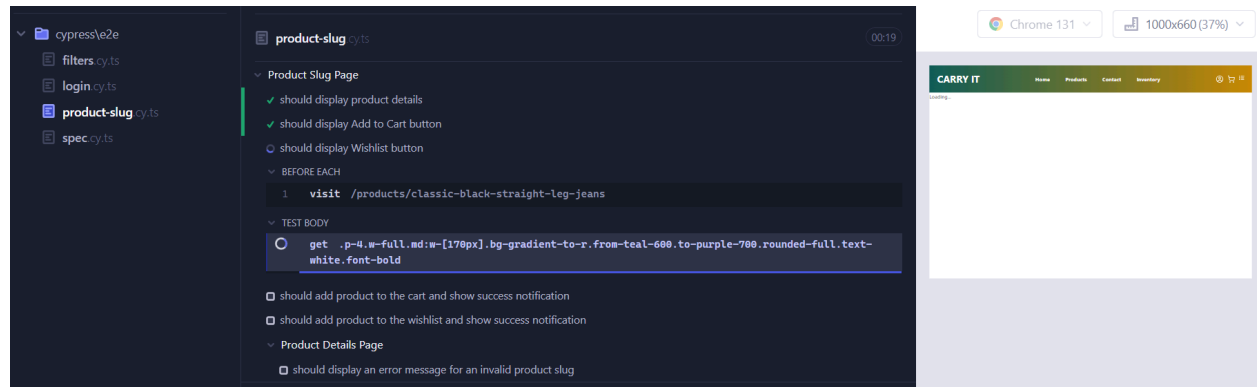 cypress\e2e
filters.cy.ts
login.cy.ts
product-slug.cy.ts
spec.cy.ts
product-slug.cy.ts
00:19
Product Slug Page
should display product details
should display Add to Cart button
should display Wishlist button
BEFORE EACH
1 visit /products/classic-black-straight-leg-jeans
TEST BODY
get .p-4.w-full.md:w-[170px].bg-gradient-to-r.from-teal-600.to-purple-700.rounded-full.text-
white.font-bold
should add product to the cart and show success notification
should add product to the wishlist and show success notification
Product Details Page
should display an error message for an invalid product slug
Chrome 131
1000x660 (37%)
CARRY IT
Home Products Contact Inventory
Loading...